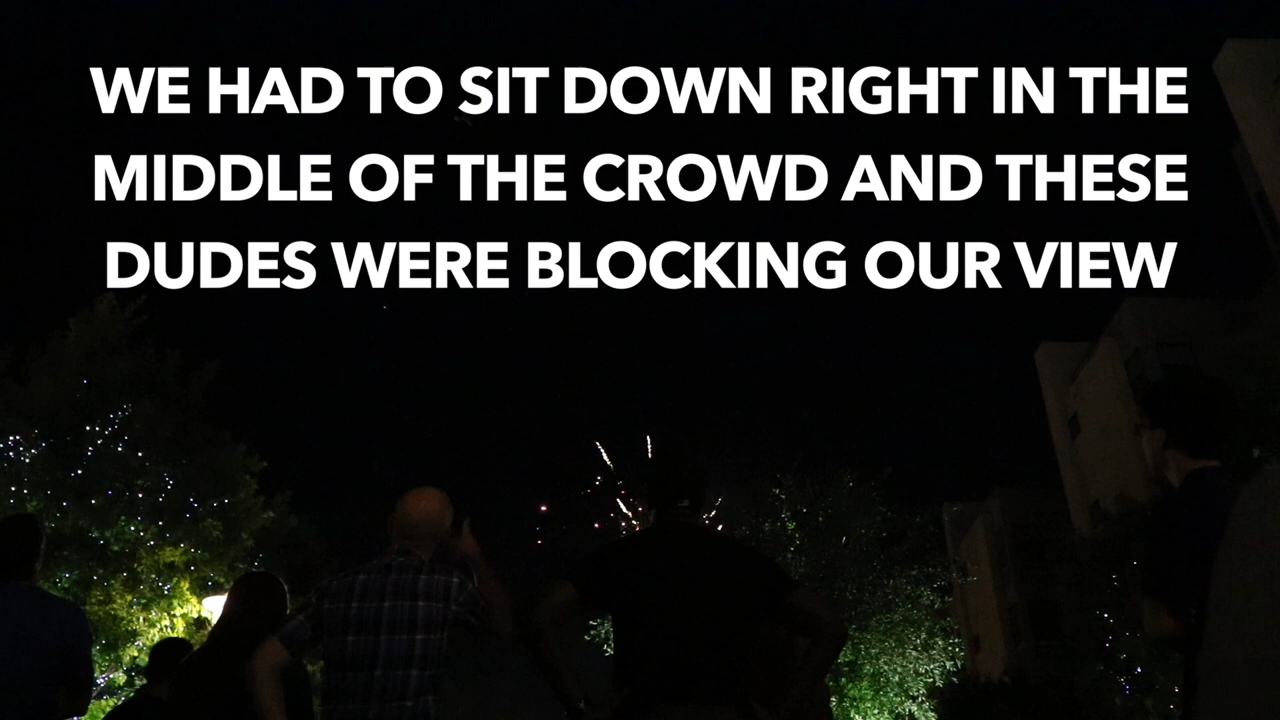 WE HAD TO SIT DOWN RIGHT IN THE
MIDDLE OF THE CROWD AND THESE
DUDES WERE BLOCKING OUR VIEW